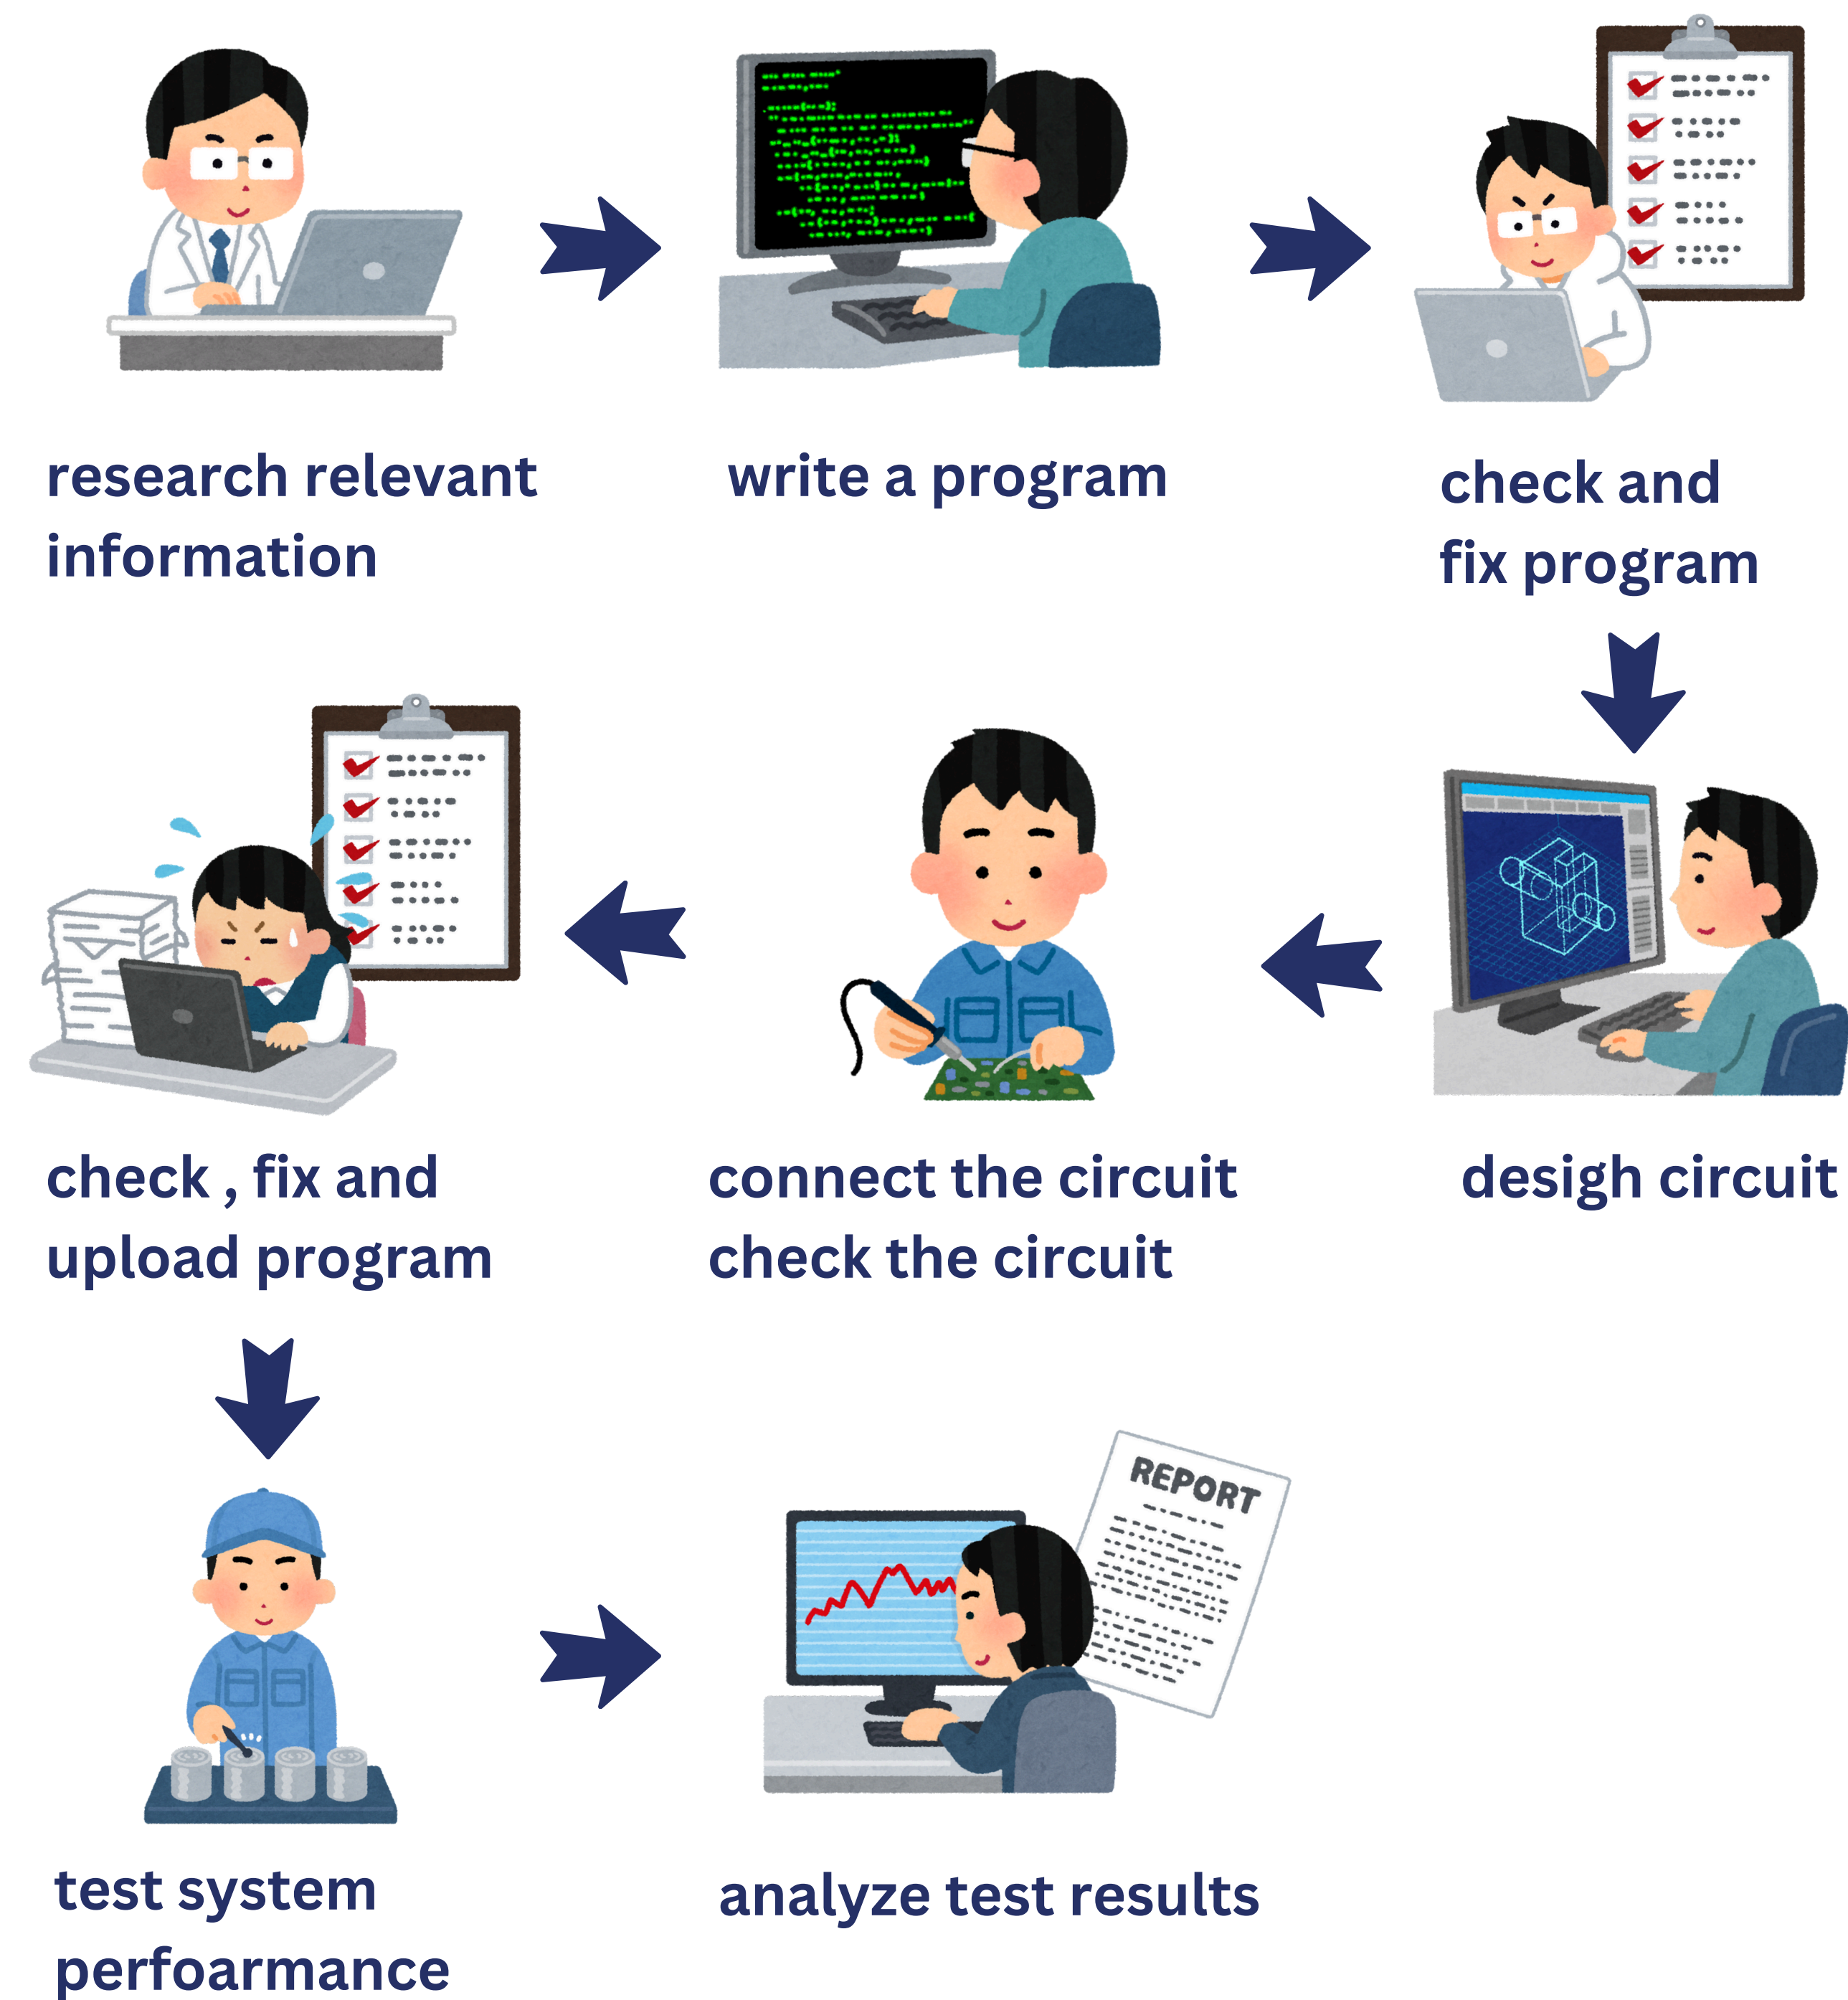 research relevant
information
write a program
check and
fix program
desigh circuit
connect the circuit
check the circuit
check , fix and
upload program
test system
perfoarmance
REPORT
analyze test results